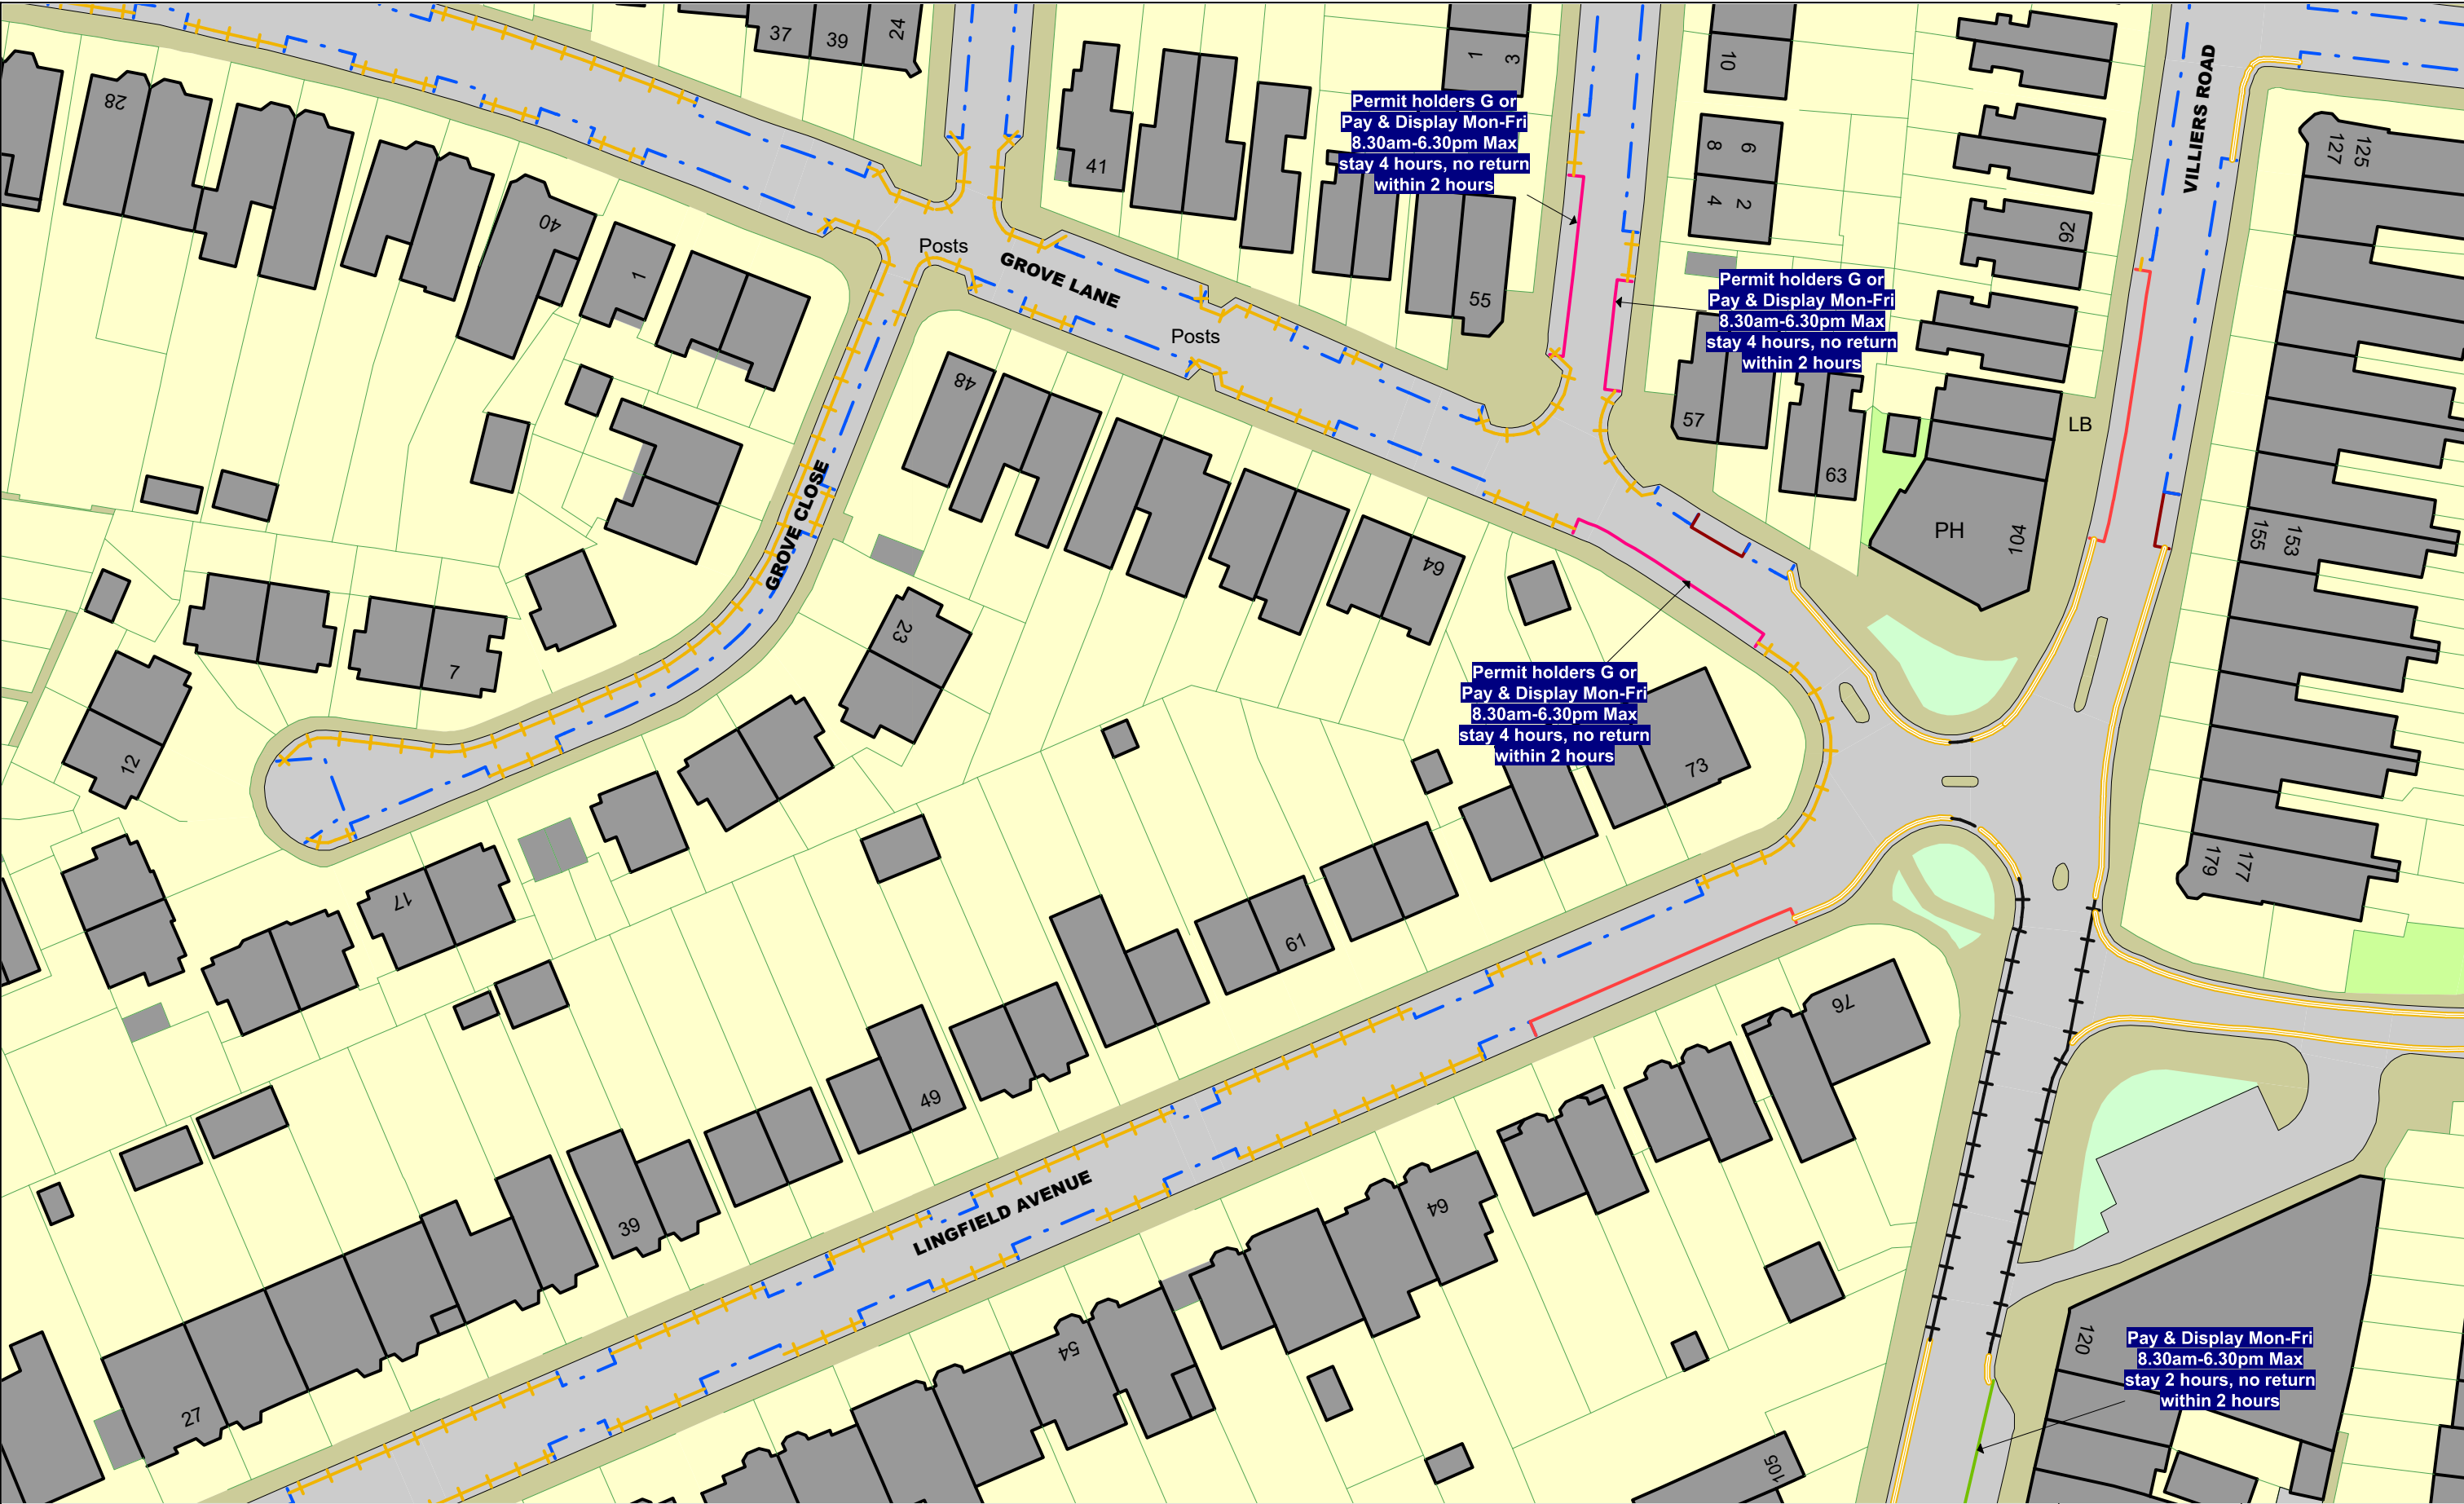 37
39
24
28
41
1
3
10
Permit holders G or
Pay & Display Mon-Fri
8.30am-6.30pm Max
stay 4 hours, no return
within 2 hours
8
6
4
2
VILLIERS ROAD
127
125
92
40
1
Posts
GROVE LANE
Posts
55
Permit holders G or
Pay & Display Mon-Fri
8.30am-6.30pm Max
stay 4 hours, no return
within 2 hours
48
57
63
LB
PH
104
155
153
GROVE CLOSE
64
23
7
12
Permit holders G or
Pay & Display Mon-Fri
8.30am-6.30pm Max
stay 4 hours, no return
within 2 hours
73
179
177
17
61
76
49
39
LINGFIELD AVENUE
64
54
27
120
Pay & Display Mon-Fri
8.30am-6.30pm Max
stay 2 hours, no return
within 2 hours
105